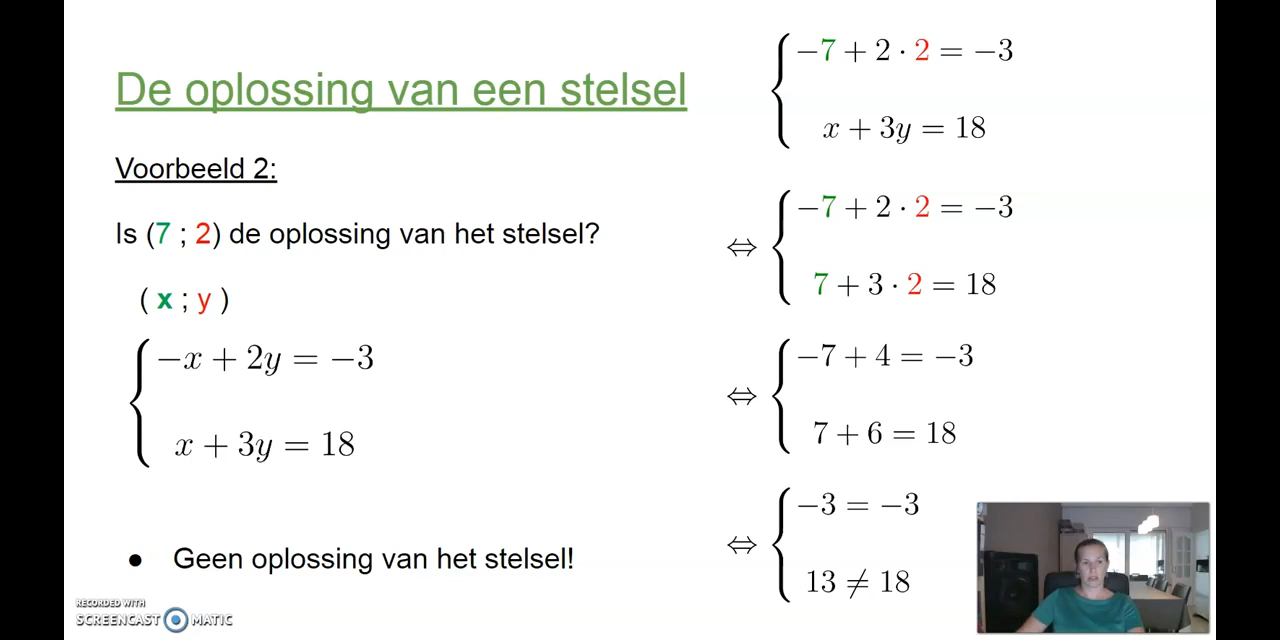 De oplossing van een stelsel
Voorbeeld 2:
Is (7 ; 2) de oplossing van het stelsel?
( x ; y )
−x + 2y = −3
x + 3y = 18
● Geen oplossing van het stelsel!
−7 + 2 · 2 = −3
x + 3y = 18
⇔ −7 + 2 · 2 = −3
7 + 3 · 2 = 18
⇔ −7 + 4 = −3
7 + 6 = 18
⇔ −3 = −3
13 ≠ 18
RECORDED WITH
SCREENCAST MATIC